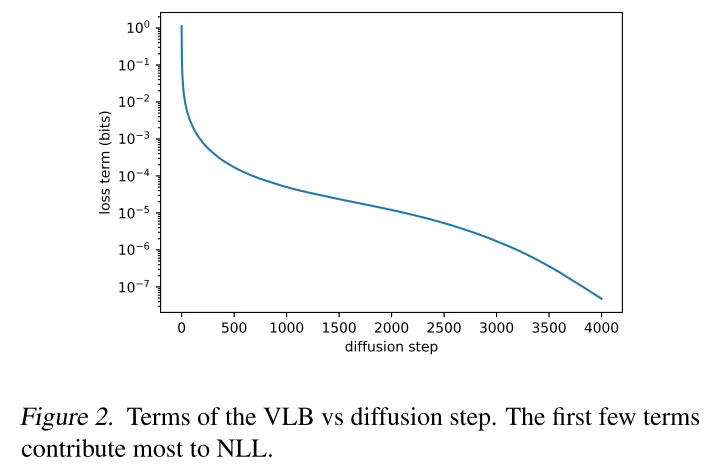 10⁰
10⁻¹
10⁻²
10⁻³
10⁻⁴
10⁻⁵
10⁻⁶
10⁻⁷
loss term (bits)
0 500 1000 1500 2000 2500 3000 3500 4000
diffusion step
Figure 2. Terms of the VLB vs diffusion step. The first few terms
contribute most to NLL.